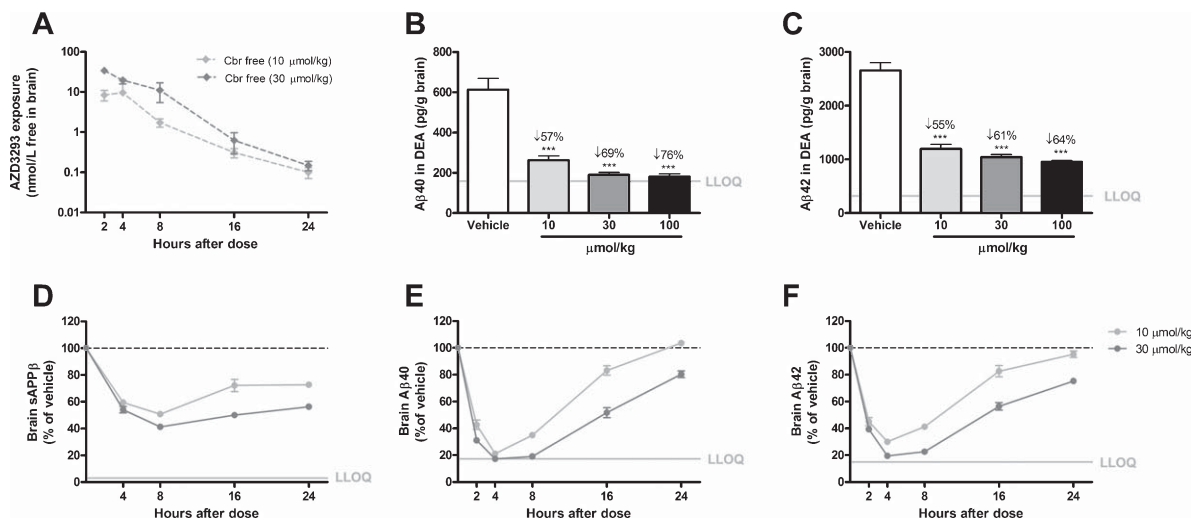 A
AZD3293 exposure
(nmol/L free in brain)
100
10
1
0.1
0.01
2 4 8 16 24
Hours after dose
Cbr free (10 μmol/kg)
Cbr free (30 μmol/kg)
B
Aβ40 in DEA (pg/g brain)
800
600
400
200
0
↓57%
***
↓69%
***
↓76%
***
LLOQ
Vehicle 10 30 100
μmol/kg
C
Aβ42 in DEA (pg/g brain)
3000
2000
1000
0
↓55%
***
↓61%
***
↓64%
***
LLOQ
Vehicle 10 30 100
μmol/kg
D
Brain sAPPβ
(% of vehicle)
120
100
80
60
40
20
0
LLOQ
4 8 16 24
Hours after dose
E
Brain Aβ40
(%of vehicle)
120
100
80
60
40
20
0
LLOQ
2 4 8 16 24
Hours after dose
F
Brain Aβ42
(% of vehicle)
120
100
80
60
40
20
0
LLOQ
2 4 8 16 24
Hours after dose
10 μmol/kg
30 μmol/kg